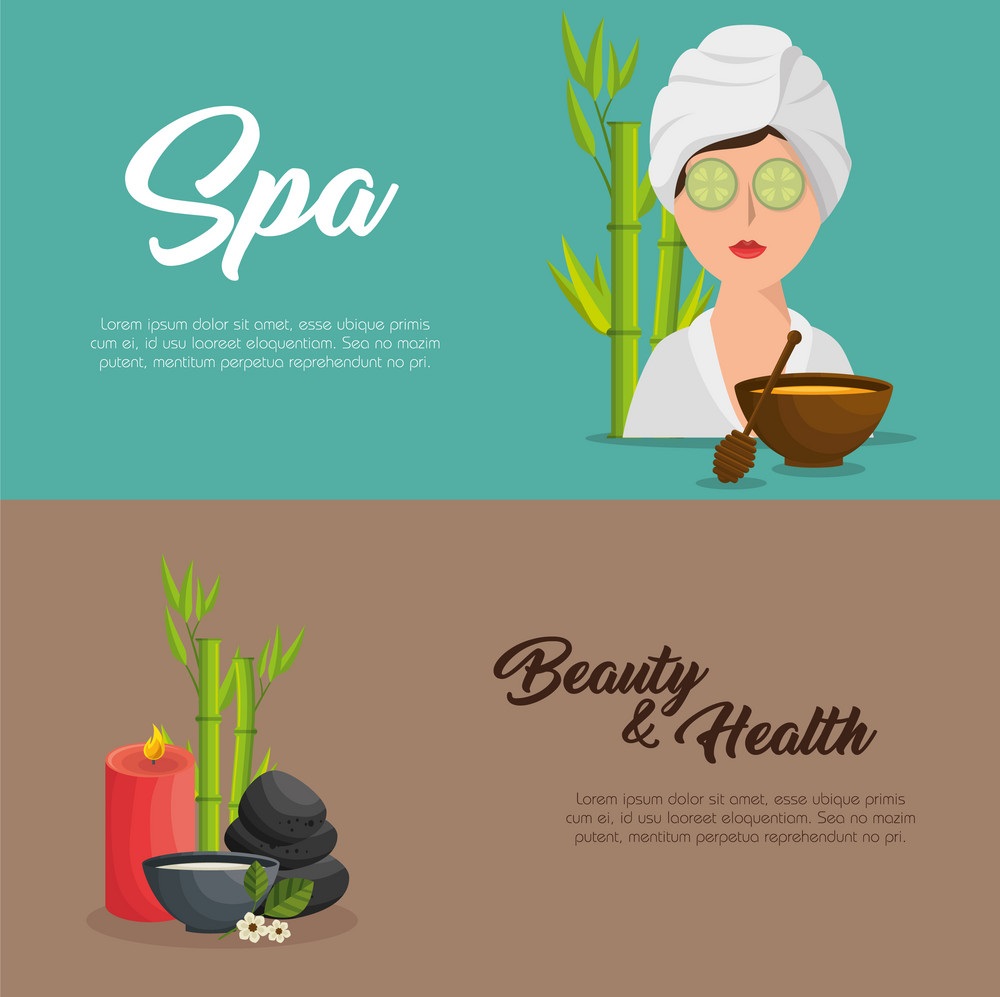 Spa
Lorem ipsum dolor sit amet, esse ubique primis
cum ei, id usu laoreet eloquentiam. Sea no mazim
putent, mentitum perpetua reprehendunt no pri.
Beauty
& Health
Lorem ipsum dolor sit amet, esse ubique primis
cum ei, id usu laoreet eloquentiam. Sea no mazim
putent, mentitum perpetua reprehendunt no pri.